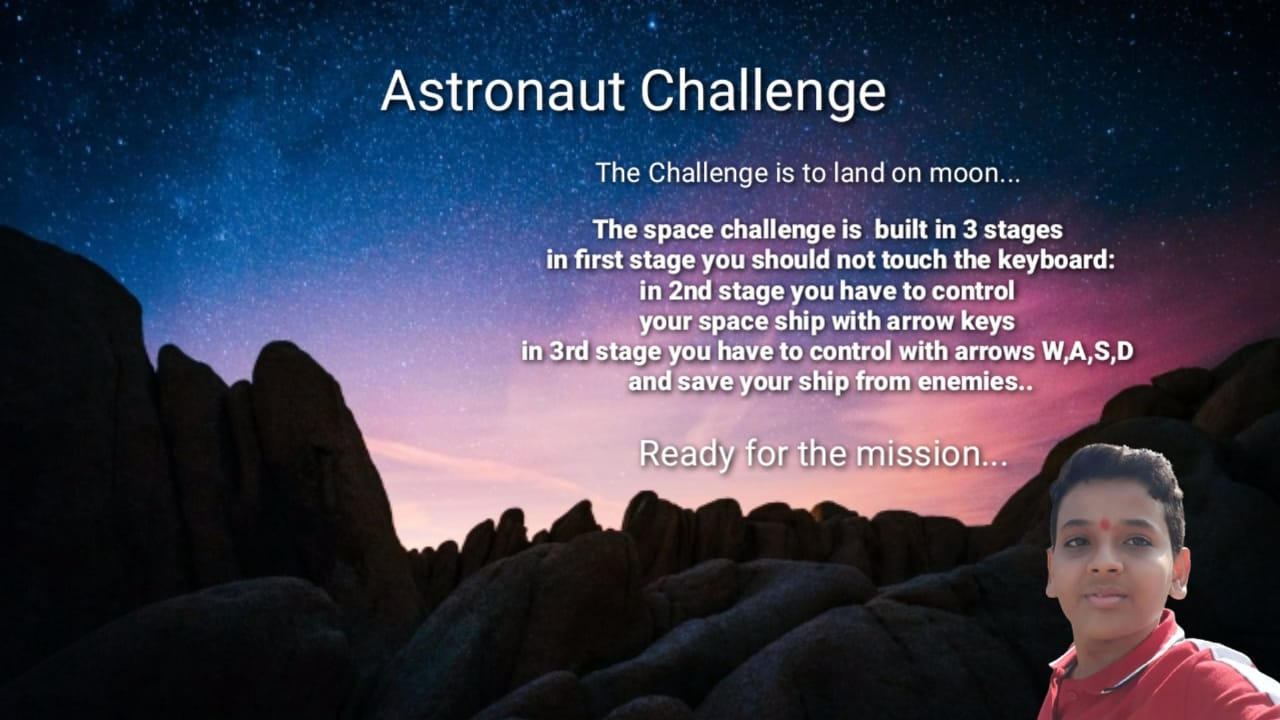 Astronaut Challenge
The Challenge is to land on moon...
The space challenge is  built in 3 stages
in first stage you should not touch the keyboard:
in 2nd stage you have to control
your space ship with arrow keys
in 3rd stage you have to control with arrows W,A,S,D
and save your ship from enemies..
Ready for the mission...